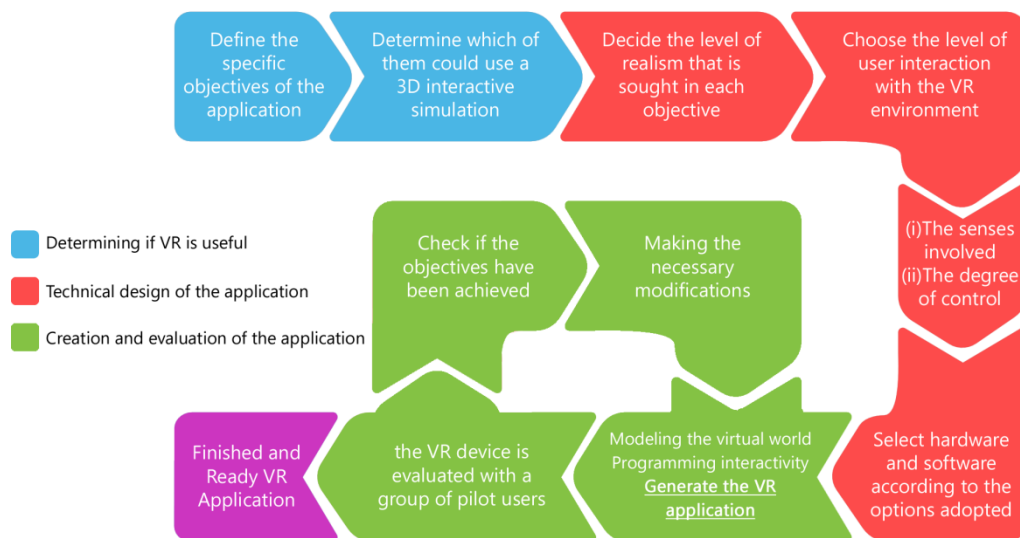 Define the
specific
objectives of the
application
Determine which of
them could use a
3D interactive
simulation
Decide the level of
realism that is
sought in each
objective
Choose the level of
user interaction
with the VR
environment
(i)The senses
involved
(ii)The degree
of control
Select hardware
and software
according to the
options adopted
Modeling the virtual world
Programming interactivity
Generate the VR
application
the VR device is
evaluated with a
group of pilot users
Check if the
objectives have
been achieved
Making the
necessary
modifications
Finished and
Ready VR
Application
Determining if VR is useful
Technical design of the application
Creation and evaluation of the application